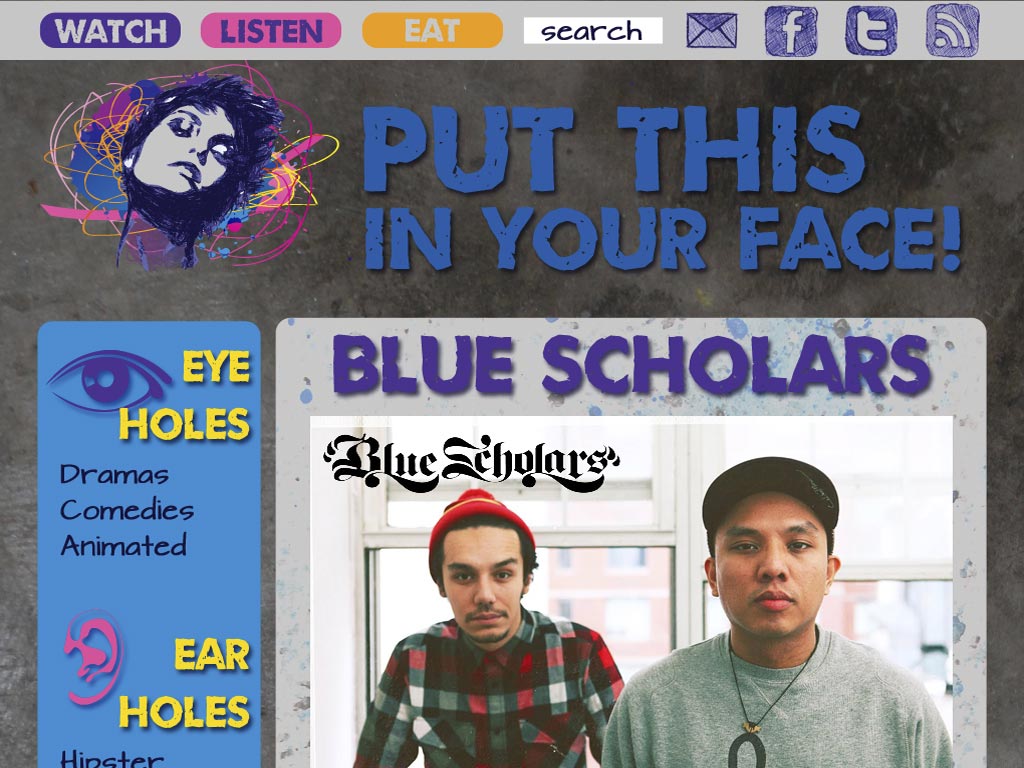 WATCH LISTEN EAT search
PUT THIS
IN YOUR FACE!
EYE
HOLES
Dramas
Comedies
Animated
EAR
HOLES
Hipster
BLUE SCHOLARS
Blue Scholars